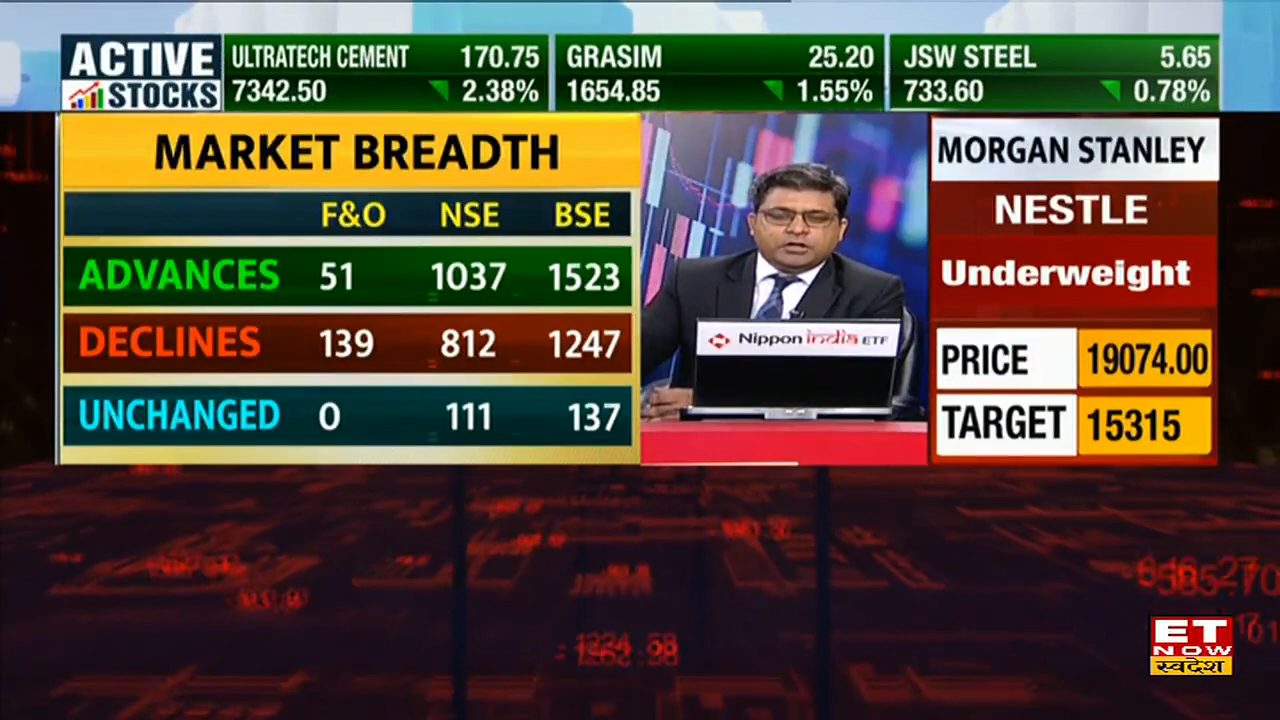 ACTIVE STOCKS
ULTRATECH CEMENT 170.75
7342.50 2.38%
GRASIM 25.20
1654.85 1.55%
JSW STEEL 5.65
733.60 0.78%
MARKET BREADTH
F&O NSE BSE
ADVANCES 51 1037 1523
DECLINES 139 812 1247
UNCHANGED 0 111 137
Nippon india ETF
MORGAN STANLEY
NESTLE
Underweight
PRICE 19074.00
TARGET 15315
ET
NOW
स्वदेश